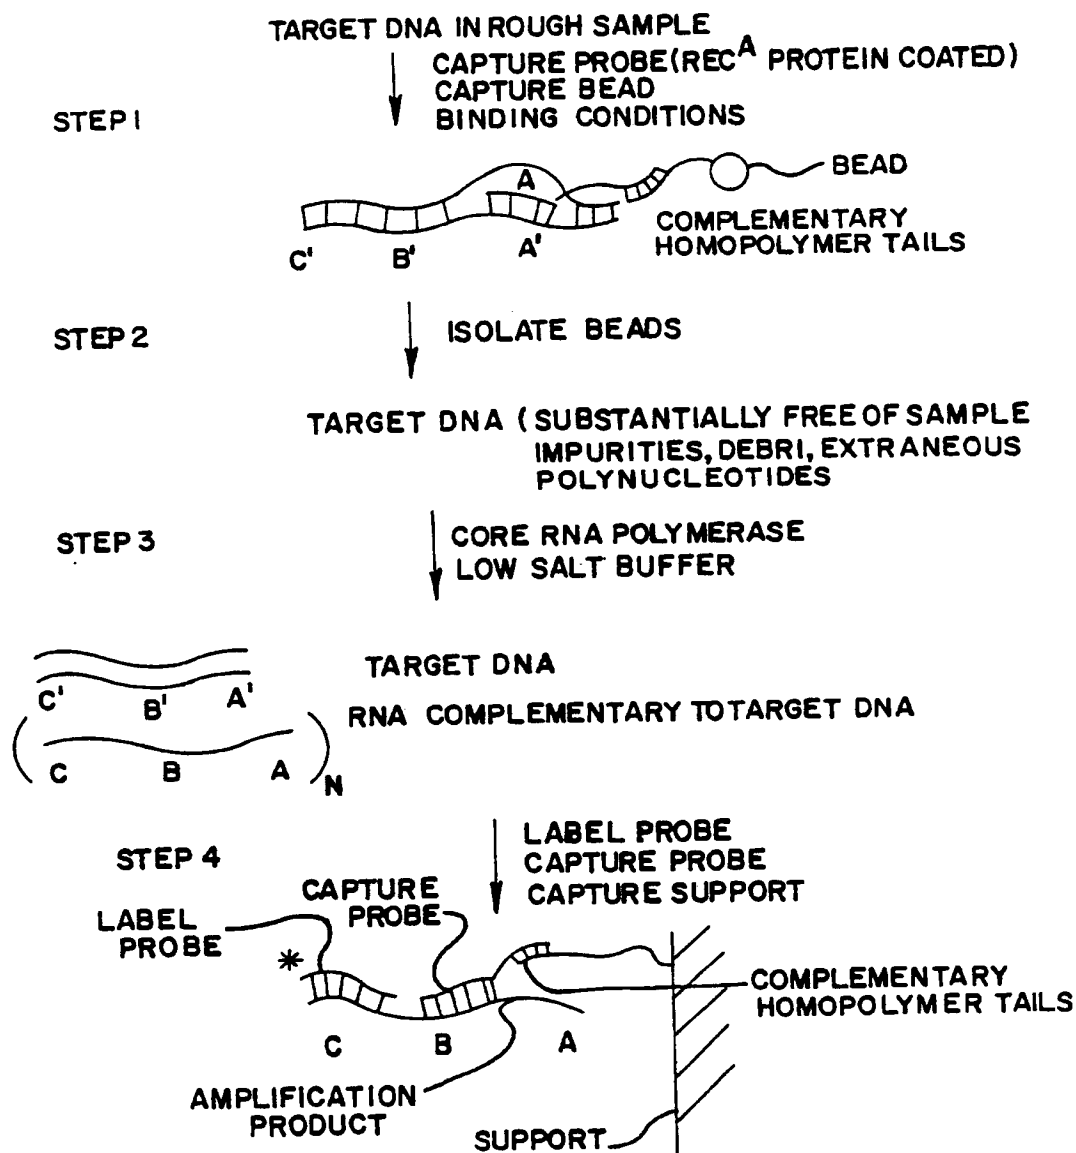 TARGET DNA IN ROUGH SAMPLE
CAPTURE PROBE (REC^A PROTEIN COATED)
CAPTURE BEAD
STEP 1
BINDING CONDITIONS
A
BEAD
COMPLEMENTARY
HOMOPOLYMER TAILS
C' B' A'
STEP 2
ISOLATE BEADS
TARGET DNA (SUBSTANTIALLY FREE OF SAMPLE
IMPURITIES, DEBRI, EXTRANEOUS
POLYNUCLEOTIDES
STEP 3
CORE RNA POLYMERASE
LOW SALT BUFFER
TARGET DNA
C' B' A'
RNA COMPLEMENTARY TO TARGET DNA
( C B A )N
STEP 4
LABEL PROBE
CAPTURE PROBE
CAPTURE SUPPORT
CAPTURE
PROBE
LABEL
PROBE
*
COMPLEMENTARY
HOMOPOLYMER TAILS
C B A
AMPLIFICATION
PRODUCT
SUPPORT